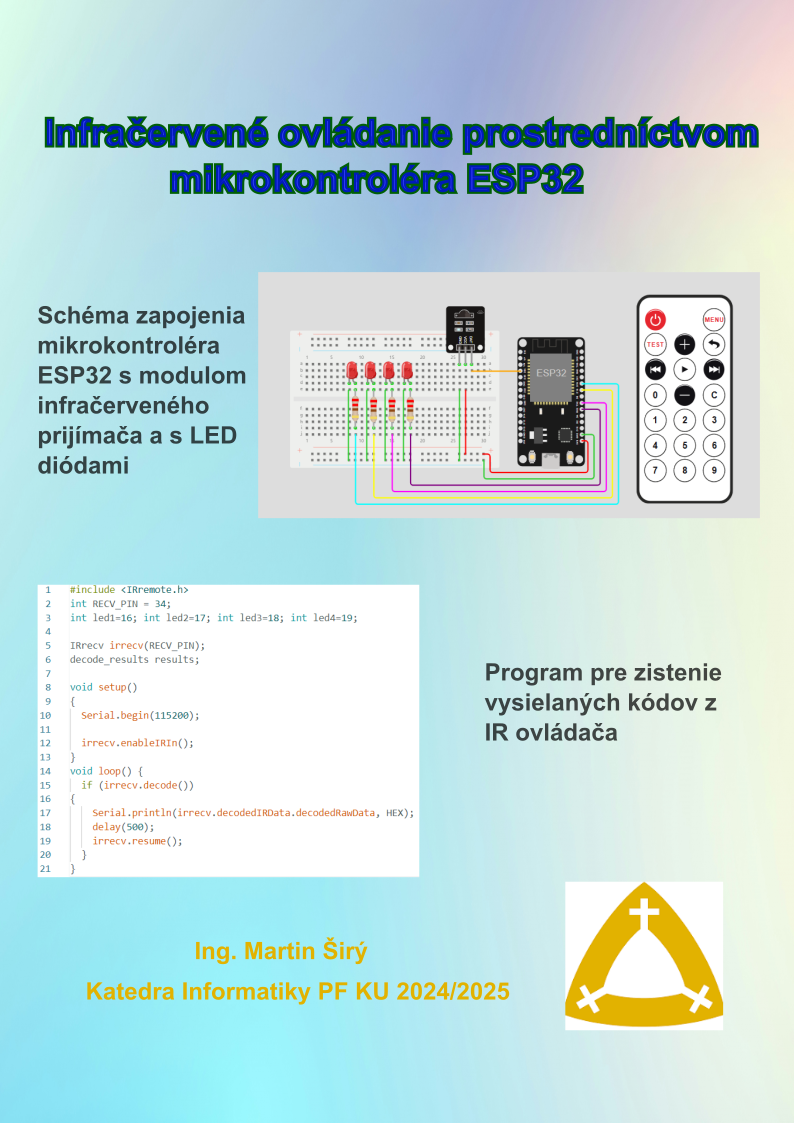 Infračervené ovládanie prostredníctvom
mikrokontroléra ESP32
Schéma zapojenia
mikrokontroléra
ESP32 s modulom
infračerveného
prijímača a s LED
diódami
ESP32
MENU
TEST
0
C
1 2 3
4 5 6
7 8 9
1 #include <IRremote.h>
2 int RECV_PIN = 34;
3 int led1=16; int led2=17; int led3=18; int led4=19;
4
5 IRrecv irrecv(RECV_PIN);
6 decode_results results;
7
8 void setup()
9 {
10 Serial.begin(115200);
11
12 irrecv.enableIRIn();
13 }
14 void loop() {
15 if (irrecv.decode())
16 {
17 Serial.println(irrecv.decodedIRData.decodedRawData, HEX);
18 delay(500);
19 irrecv.resume();
20 }
21 }
Program pre zistenie
vysielaných kódov z
IR ovládača
Ing. Martin Širý
Katedra Informatiky PF KU 2024/2025